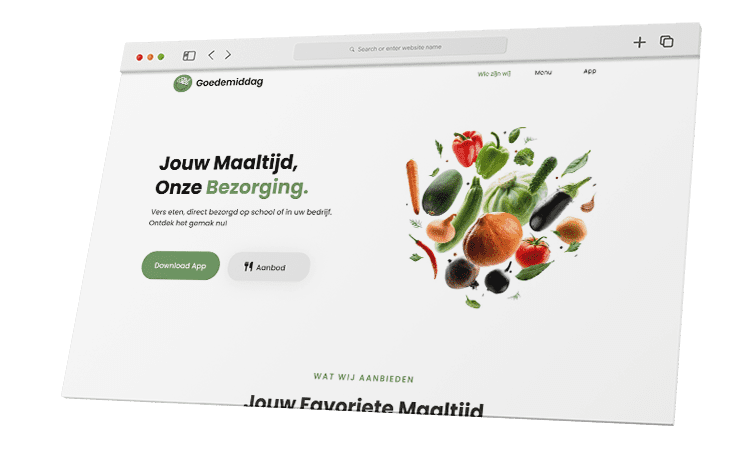 Search or enter website name
Goedemiddag
Wie zijn wij Menu App
Jouw Maaltijd,
Onze Bezorging.
Vers eten, direct bezorgd op school of in uw bedrijf.
Ontdek het gemak nu!
Download App Aanbod
WAT WIJ AANBIEDEN
Jouw Favoriete Maaltijd